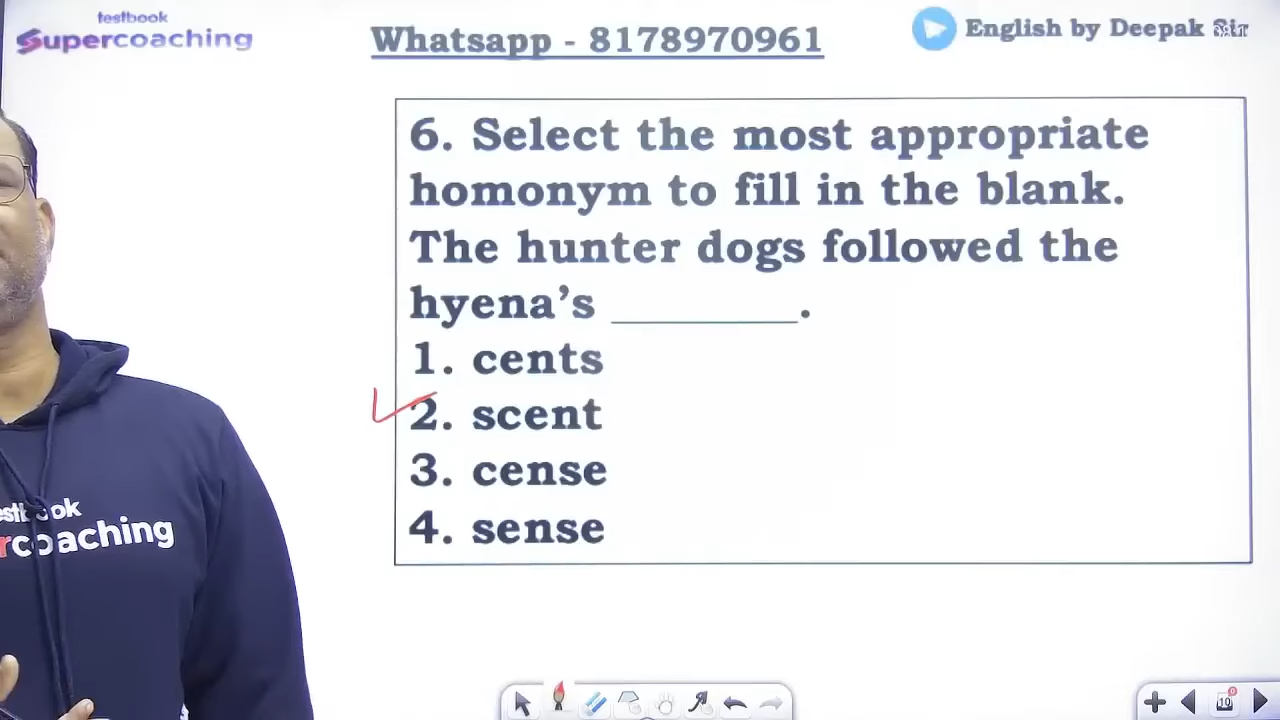 testbook
Supercoaching
Whatsapp - 8178970961
English by Deepak Sir
6. Select the most appropriate
homonym to fill in the blank.
The hunter dogs followed the
hyena’s ________.
1. cents
2. scent
3. cense
4. sense
coaching
10